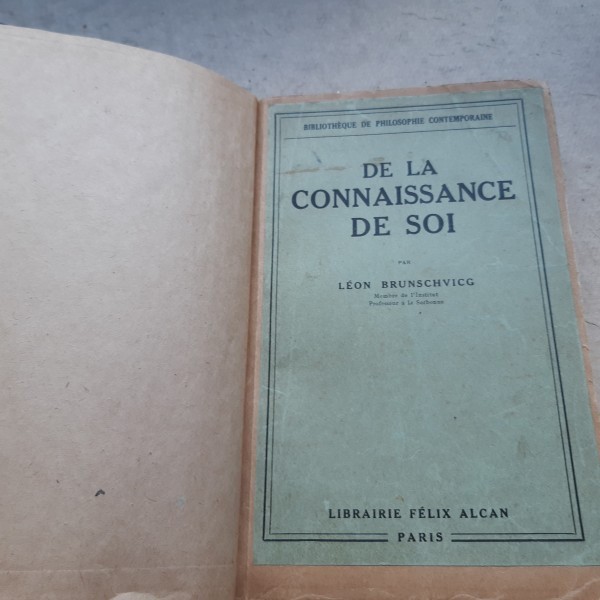 BIBLIOTHÈQUE DE PHILOSOPHIE CONTEMPORAINE
DE LA
CONNAISSANCE
DE SOI
PAR
LÉON BRUNSCHVICG
Membre de l'Institut
Professeur à la Sorbonne
LIBRAIRIE FÉLIX ALCAN
PARIS